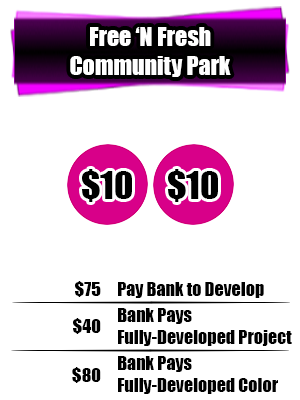 Free ‘N Fresh
Community Park
$10 $10
$75 Pay Bank to Develop
$40 Bank Pays
Fully-Developed Project
$80 Bank Pays
Fully-Developed Color